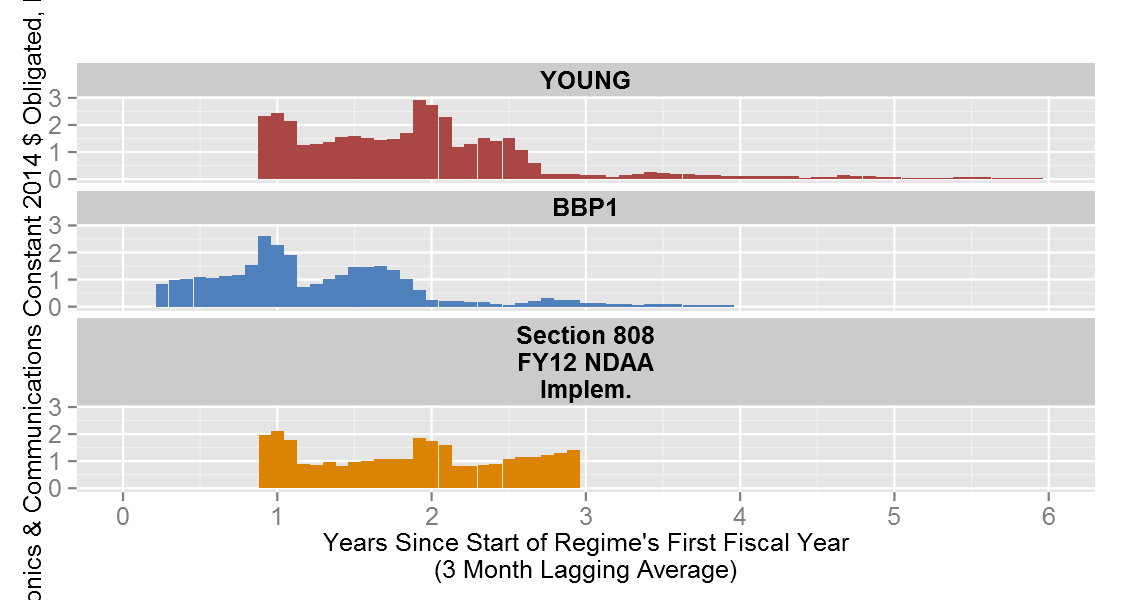 onics & Communications Constant 2014 $ Obligated,
YOUNG
3
2
1
0
BBP1
3
2
1
0
Section 808
FY12 NDAA
Implem.
3
2
1
0
0 1 2 3 4 5 6
Years Since Start of Regime's First Fiscal Year
(3 Month Lagging Average)